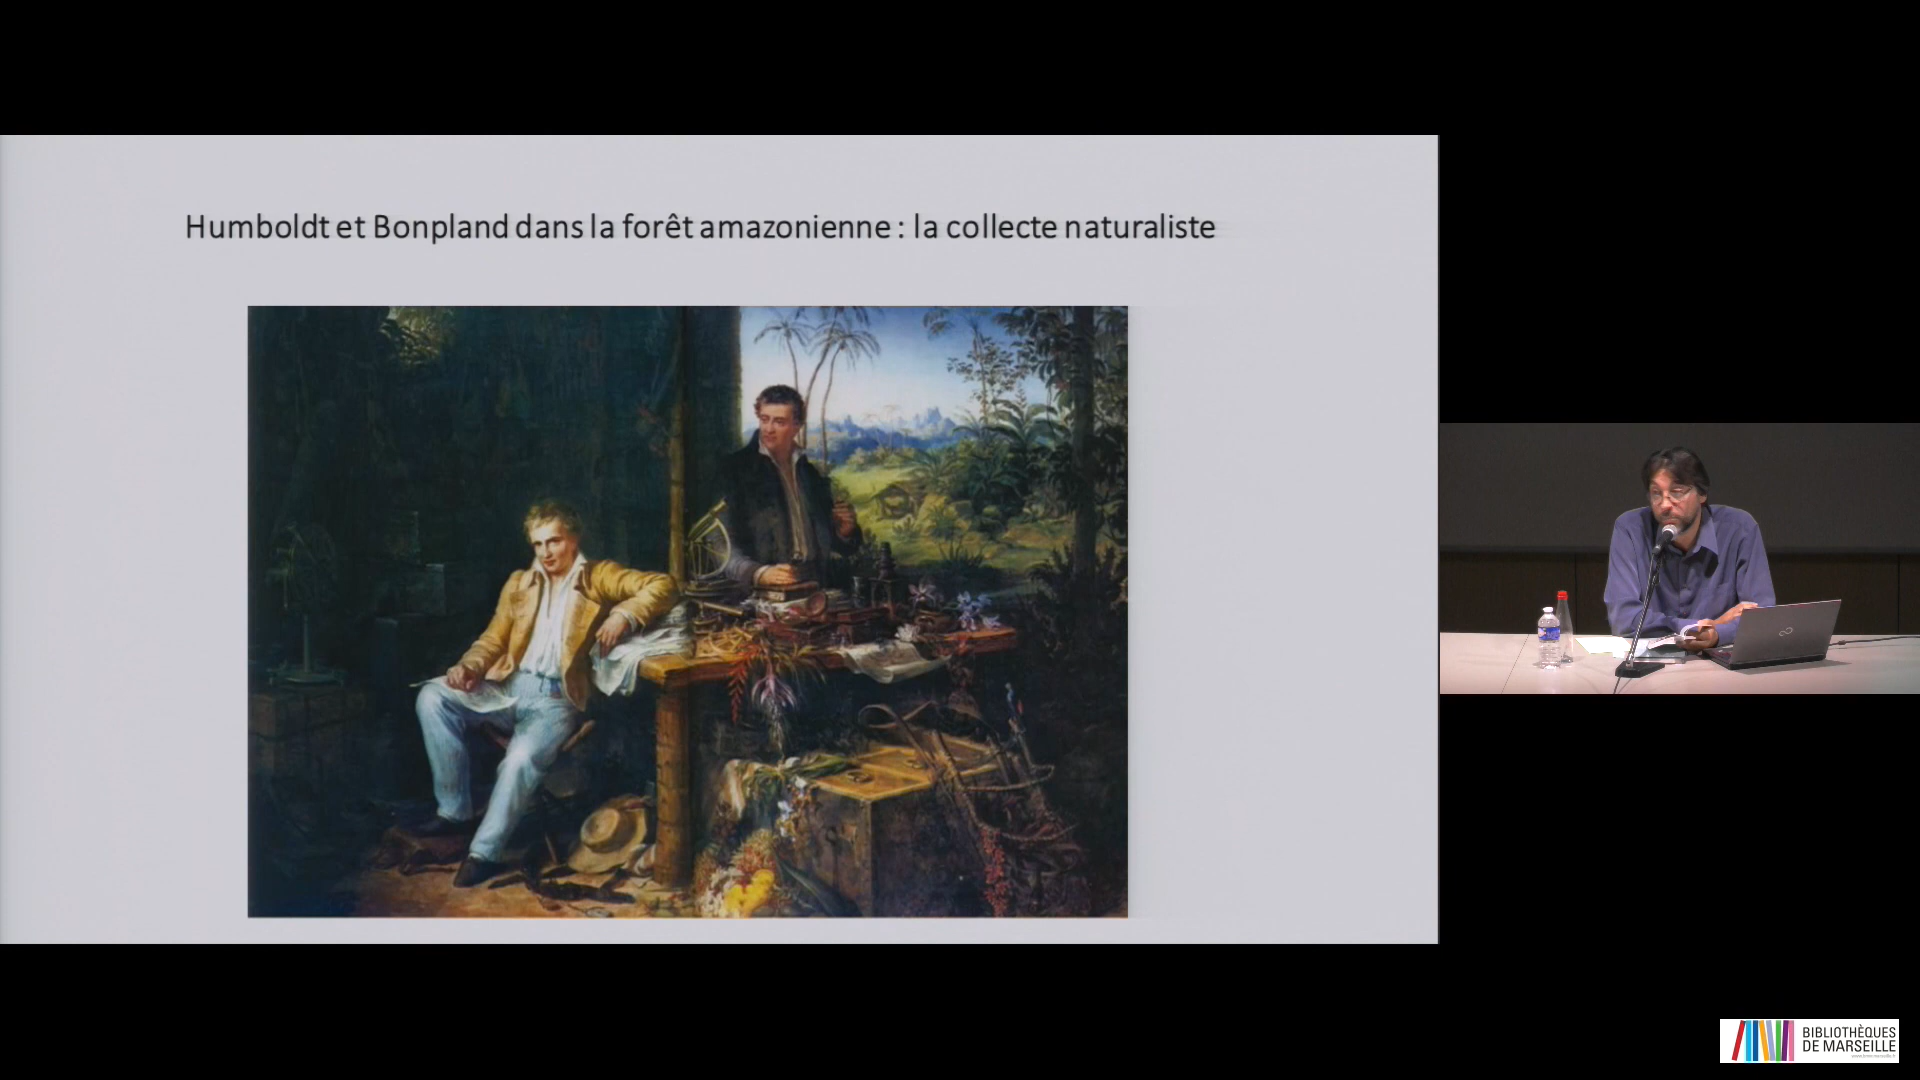 Humboldt et Bonpland dans la forêt amazonienne : la collecte naturaliste
BIBLIOTHÈQUES
DE MARSEILLE